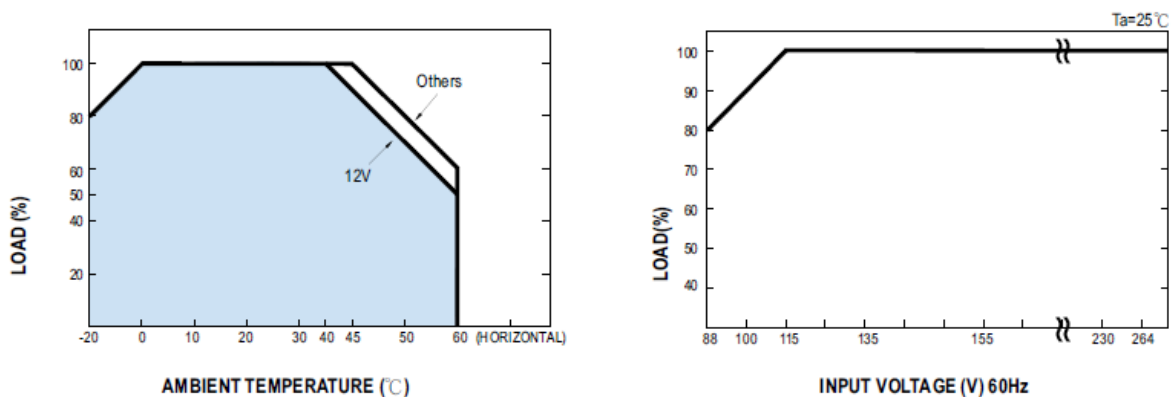 Ta=25℃
100
80
60
50
40
20
LOAD (%)
Others
12V
-20 0 10 20 30 40 45 50 60 (HORIZONTAL)
AMBIENT TEMPERATURE (℃)
100
90
80
70
60
50
40
LOAD(%)
88 100 115 135 155 230 264
INPUT VOLTAGE (V) 60Hz